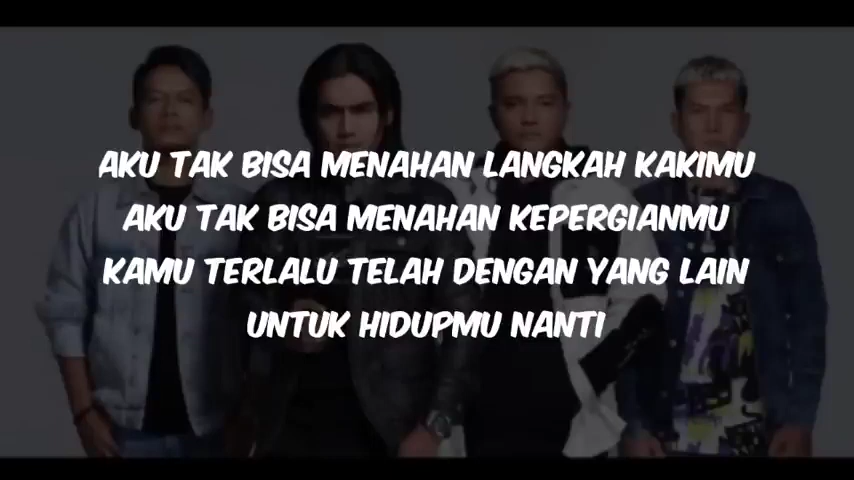 AKU TAK BISA MENAHAN LANGKAH KAKIMU
AKU TAK BISA MENAHAN KEPERGIANMU
KAMU TERLALU TELAH DENGAN YANG LAIN
UNTUK HIDUPMU NANTI